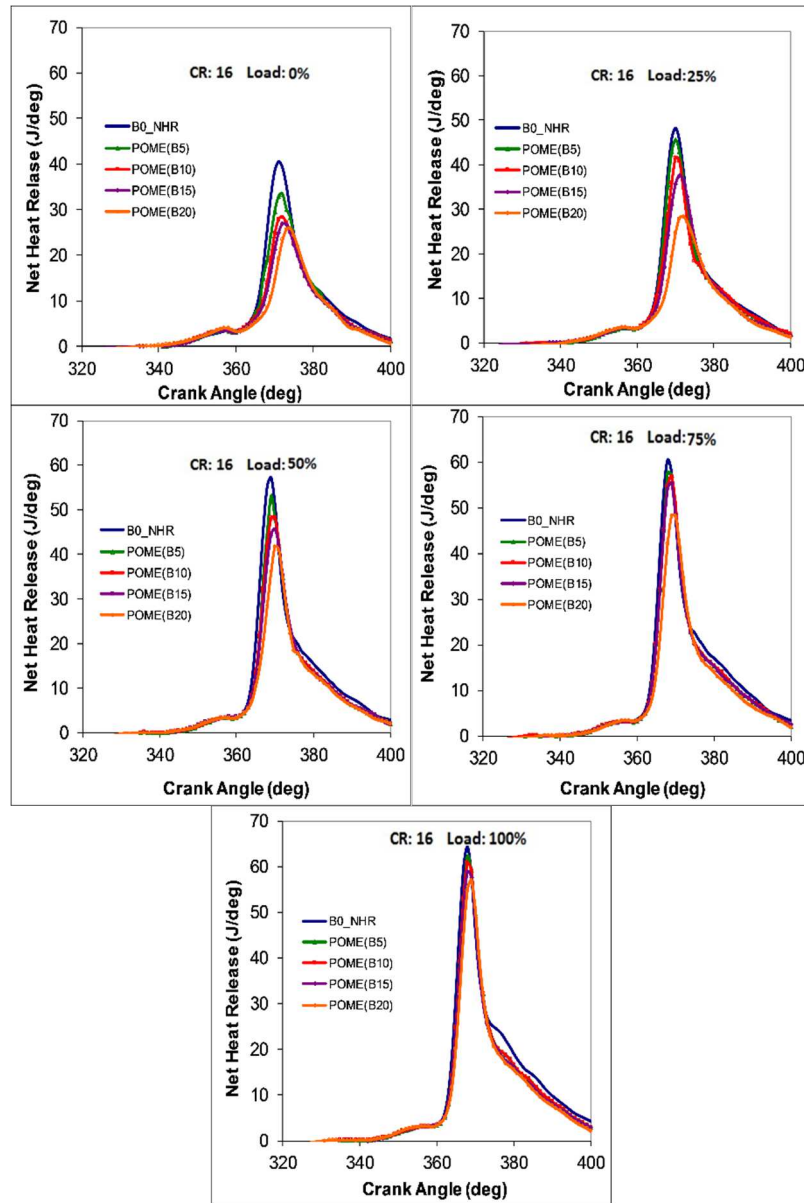 CR: 16 Load: 0%
Net Heat Relese (J/deg)
70
60
50
40
30
20
10
0
B0_NHR
POME(B5)
POME(B10)
POME(B15)
POME(B20)
320 340 360 380 400
Crank Angle (deg)
CR: 16 Load: 25%
Net Heat Release (J/deg)
70
60
50
40
30
20
10
0
B0_NHR
POME(B5)
POME(B10)
POME(B15)
POME(B20)
320 340 360 380 400
Crank Angle (deg)
CR: 16 Load: 50%
Net Heat Release (J/deg)
70
60
50
40
30
20
10
0
B0_NHR
POME(B5)
POME(B10)
POME(B15)
POME(B20)
320 340 360 380 400
Crank Angle (deg)
CR: 16 Load: 75%
Net Heat Release (J/deg)
70
60
50
40
30
20
10
0
B0_NHR
POME(B5)
POME(B10)
POME(B15)
POME(B20)
320 340 360 380 400
Crank Angle (deg)
CR: 16 Load: 100%
Net Heat Release (J/deg)
70
60
50
40
30
20
10
0
B0_NHR
POME(B5)
POME(B10)
POME(B15)
POME(B20)
320 340 360 380 400
Crank Angle (deg)